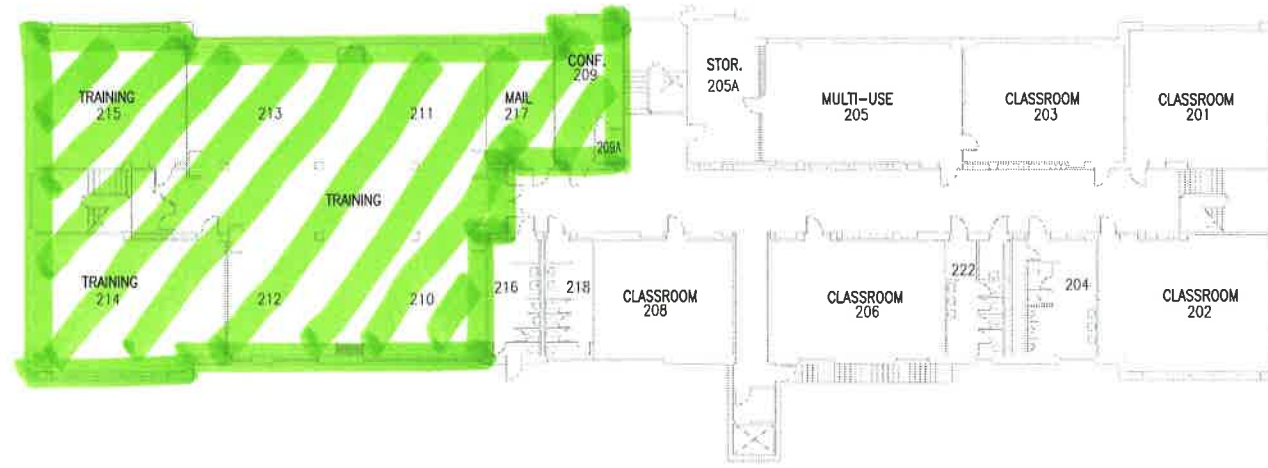 TRAINING
215
213
211
MAIL
217
CONF.
209
209A
STOR.
205A
MULTI-USE
205
CLASSROOM
203
CLASSROOM
201
TRAINING
TRAINING
214
212
210
216
218
CLASSROOM
208
CLASSROOM
206
222
204
CLASSROOM
202